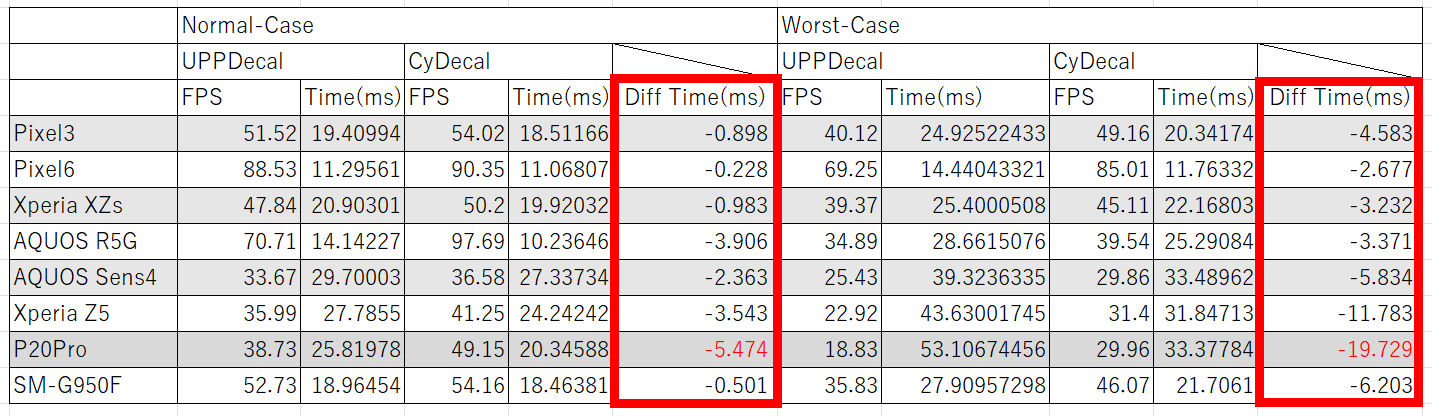 Normal-Case Worst-Case
UPPDecal CyDecal UPPDecal CyDecal
FPS Time(ms) FPS Time(ms) Diff Time(ms) FPS Time(ms) FPS Time(ms) Diff Time(ms)
Pixel3 51.52 19.40994 54.02 18.51166 -0.898 40.12 24.92522433 49.16 20.34174 -4.583
Pixel6 88.53 11.29561 90.35 11.06807 -0.228 69.25 14.44043321 85.01 11.76332 -2.677
Xperia XZs 47.84 20.90301 50.2 19.92032 -0.983 39.37 25.4000508 45.11 22.16803 -3.232
AQUOS R5G 70.71 14.14227 97.69 10.23646 -3.906 34.89 28.6615076 39.54 25.29084 -3.371
AQUOS Sens4 33.67 29.70003 36.58 27.33734 -2.363 25.43 39.3236335 29.86 33.48962 -5.834
Xperia Z5 35.99 27.7855 41.25 24.24242 -3.543 22.92 43.63001745 31.4 31.84713 -11.783
P20Pro 38.73 25.81978 49.15 20.34588 -5.474 18.83 53.10674456 29.96 33.37784 -19.729
SM-G950F 52.73 18.96454 54.16 18.46381 -0.501 35.83 27.90957298 46.07 21.7061 -6.203